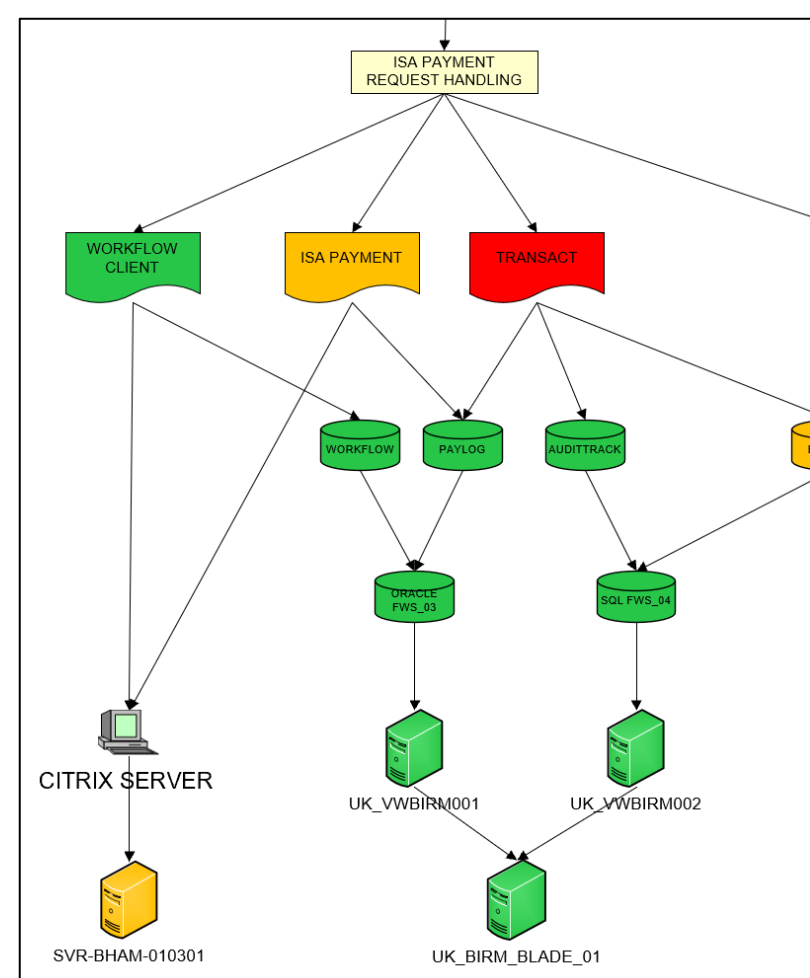 ISA PAYMENT
REQUEST HANDLING
WORKFLOW
CLIENT
ISA PAYMENT
TRANSACT
WORKFLOW
PAYLOG
AUDITTRACK
ORACLE
FWS_03
SQL FWS_04
CITRIX SERVER
UK_VWBIRM001
UK_VWBIRM002
SVR-BHAM-010301
UK_BIRM_BLADE_01